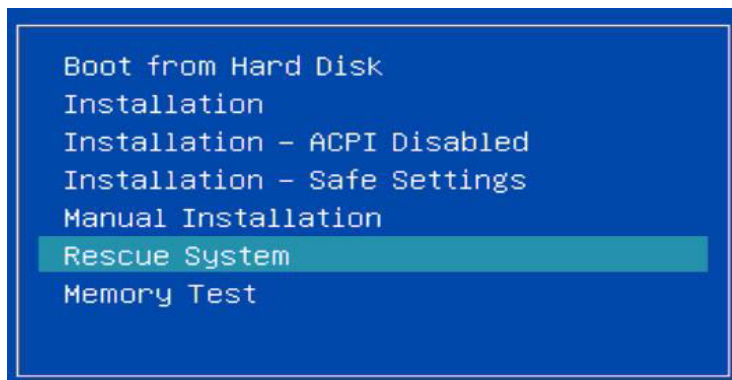 Boot from Hard Disk
Installation
Installation – ACPI Disabled
Installation – Safe Settings
Manual Installation
Rescue System
Memory Test